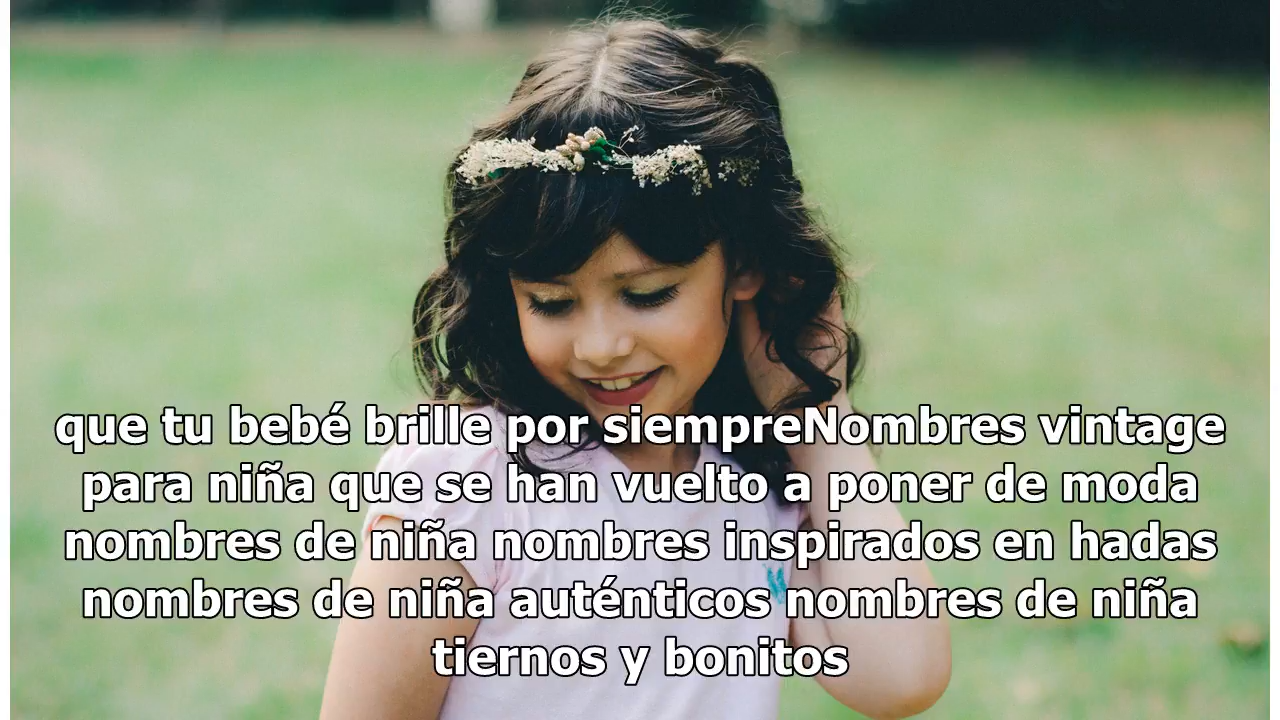 que tu bebé brille por siempreNombres vintage
para niña que se han vuelto a poner de moda
nombres de niña nombres inspirados en hadas
nombres de niña auténticos nombres de niña
tiernos y bonitos